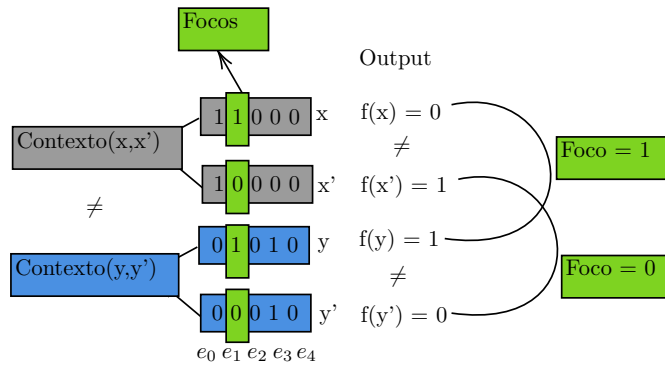 Focos
Output
1 1 0 0 0 x f(x) = 0
Contexto(x,x')
≠
Foco = 1
1 0 0 0 0 x' f(x') = 1
≠
0 1 0 1 0 y f(y) = 1
Contexto(y,y')
≠
Foco = 0
0 0 0 1 0 y' f(y') = 0
e₀ e₁ e₂ e₃ e₄